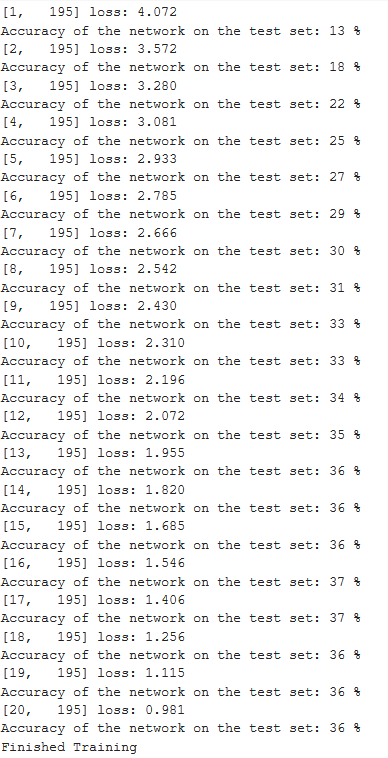 [1,   195] loss: 4.072
Accuracy of the network on the test set: 13 %
[2,   195] loss: 3.572
Accuracy of the network on the test set: 18 %
[3,   195] loss: 3.280
Accuracy of the network on the test set: 22 %
[4,   195] loss: 3.081
Accuracy of the network on the test set: 25 %
[5,   195] loss: 2.933
Accuracy of the network on the test set: 27 %
[6,   195] loss: 2.785
Accuracy of the network on the test set: 29 %
[7,   195] loss: 2.666
Accuracy of the network on the test set: 30 %
[8,   195] loss: 2.542
Accuracy of the network on the test set: 31 %
[9,   195] loss: 2.430
Accuracy of the network on the test set: 33 %
[10,   195] loss: 2.310
Accuracy of the network on the test set: 33 %
[11,   195] loss: 2.196
Accuracy of the network on the test set: 34 %
[12,   195] loss: 2.072
Accuracy of the network on the test set: 35 %
[13,   195] loss: 1.955
Accuracy of the network on the test set: 36 %
[14,   195] loss: 1.820
Accuracy of the network on the test set: 36 %
[15,   195] loss: 1.685
Accuracy of the network on the test set: 36 %
[16,   195] loss: 1.546
Accuracy of the network on the test set: 37 %
[17,   195] loss: 1.406
Accuracy of the network on the test set: 37 %
[18,   195] loss: 1.256
Accuracy of the network on the test set: 36 %
[19,   195] loss: 1.115
Accuracy of the network on the test set: 36 %
[20,   195] loss: 0.981
Accuracy of the network on the test set: 36 %
Finished Training